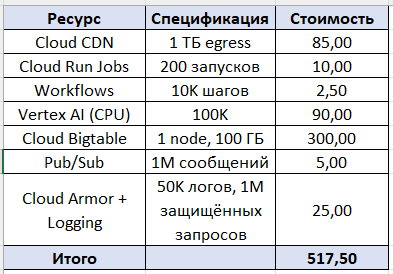 Ресурс Спецификация Стоимость
Cloud CDN 1 ТБ egress 85,00
Cloud Run Jobs 200 запусков 10,00
Workflows 10K шагов 2,50
Vertex AI (CPU) 100K 90,00
Cloud Bigtable 1 node, 100 ГБ 300,00
Pub/Sub 1M сообщений 5,00
Cloud Armor + Logging 50K логов, 1M защищённых запросов 25,00
Итого 517,50